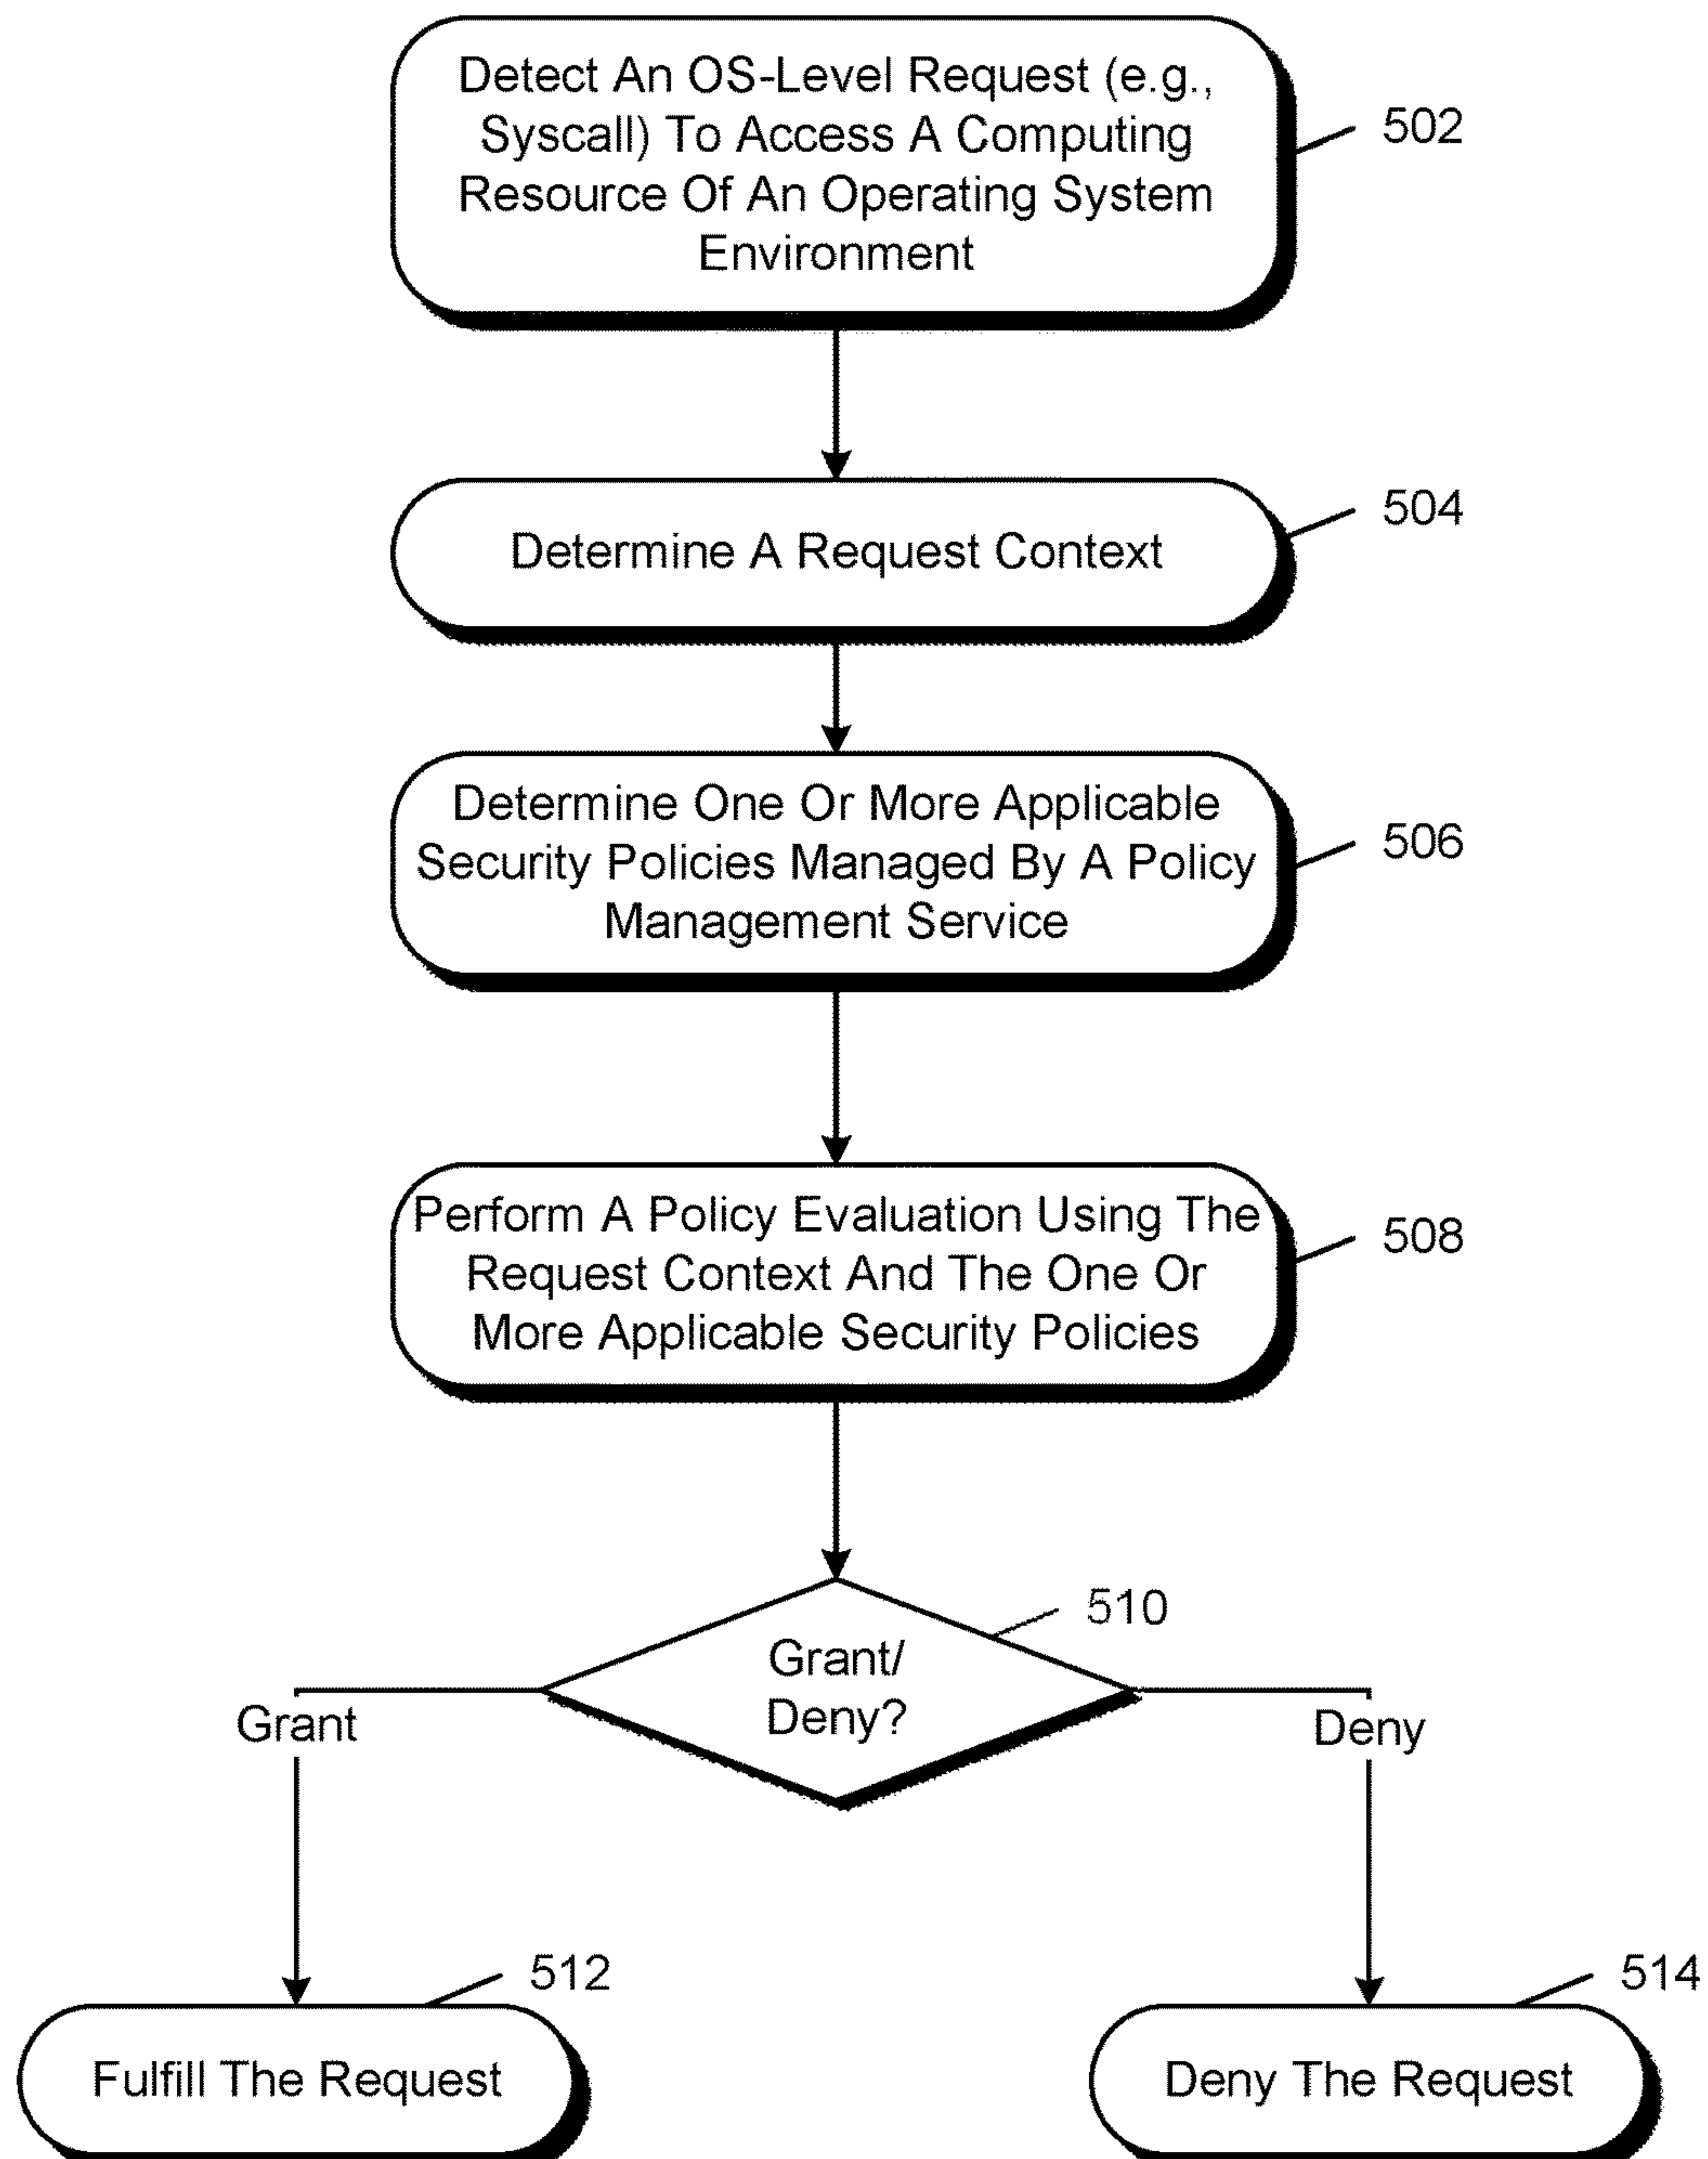 Detect An OS-Level Request (e.g.,
Syscall) To Access A Computing
Resource Of An Operating System
Environment
502
Determine A Request Context
504
Determine One Or More Applicable
Security Policies Managed By A Policy
Management Service
506
Perform A Policy Evaluation Using The
Request Context And The One Or
More Applicable Security Policies
508
Grant/
Deny?
510
Grant
Deny
Fulfill The Request
512
Deny The Request
514